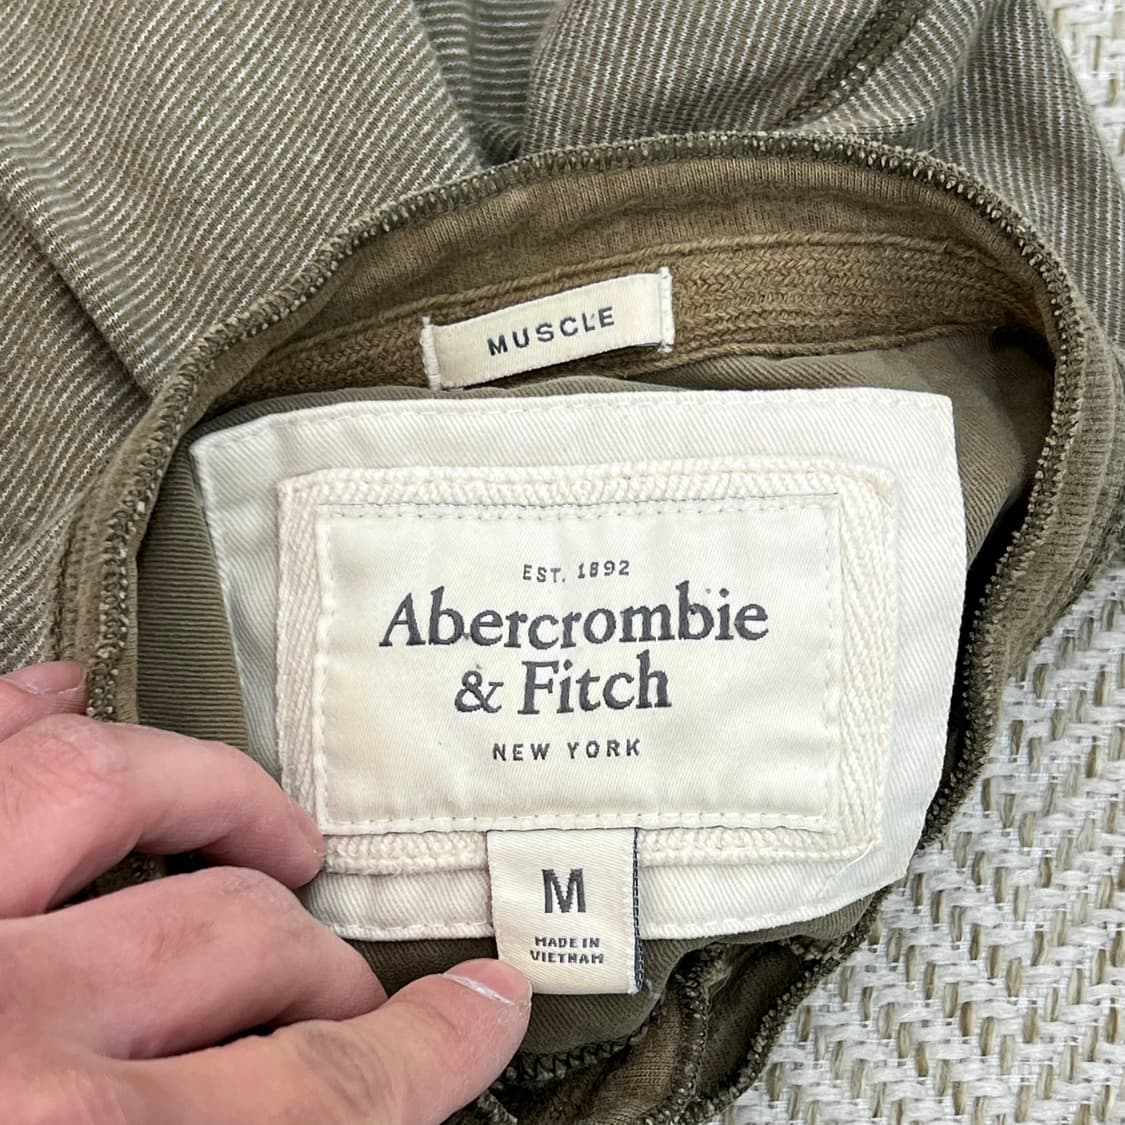 MUSCLE
EST. 1892
Abercrombie
& Fitch
NEW YORK
M
MADE IN
VIETNAM